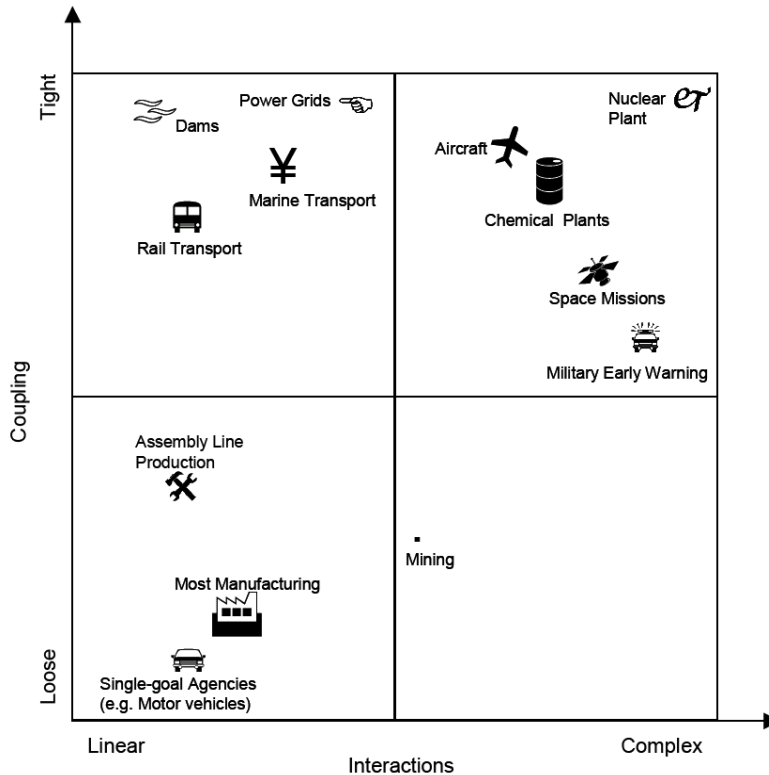 Tight
Power Grids
Dams
Nuclear
Plant
Aircraft
¥
Marine Transport
Chemical Plants
Rail Transport
Space Missions
Military Early Warning
Coupling
Assembly Line
Production
Mining
Most Manufacturing
Single-goal Agencies
(e.g. Motor vehicles)
Loose
Linear
Complex
Interactions